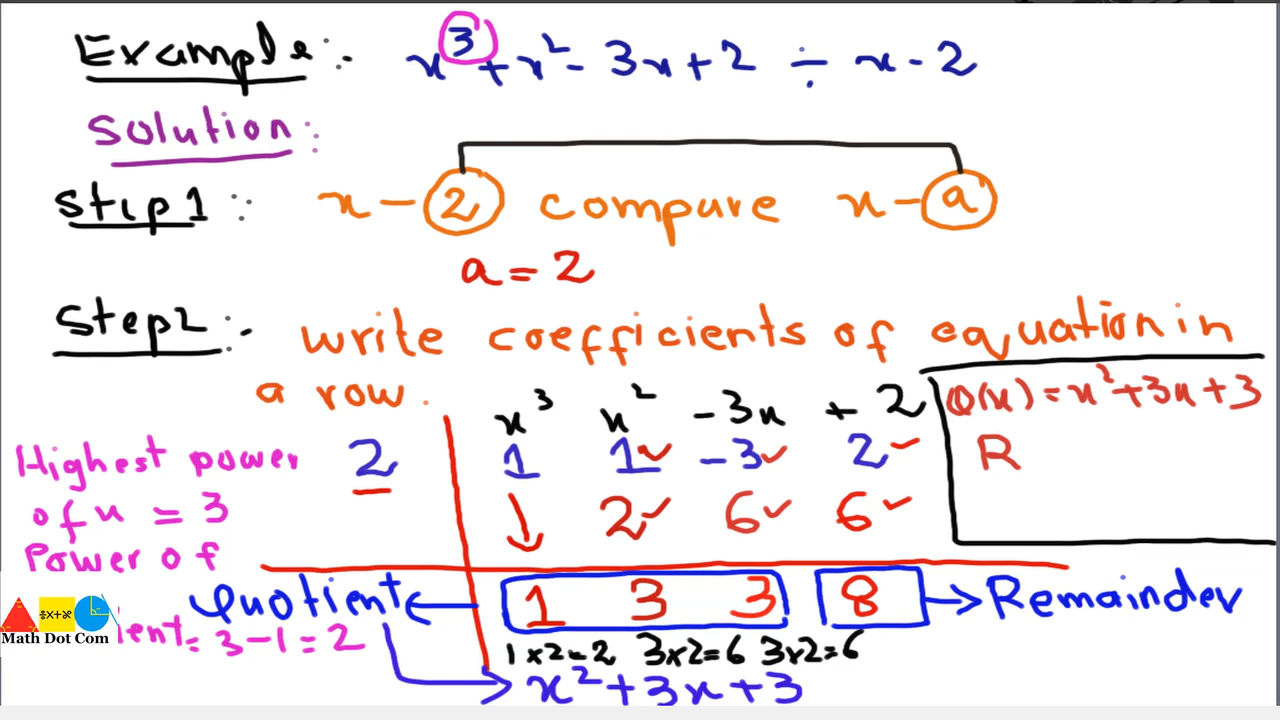 Example :- x³ + x² - 3x + 2 ÷ x - 2
Solution :
Step1 : x - 2 compare x - a
a = 2
Step2 :- write coefficients of equation in
a row.
x³ x² - 3x + 2
2 1 1 - 3 2
2 6 6
1 3 3 8
Quotient ←
→ Remainder
1×2=2 3×2=6 3×2=6
→ x² + 3x + 3
Q(x) = x² + 3x + 3
R
Highest power
of x = 3
Power of
ient = 3-1=2
Math Dot Com